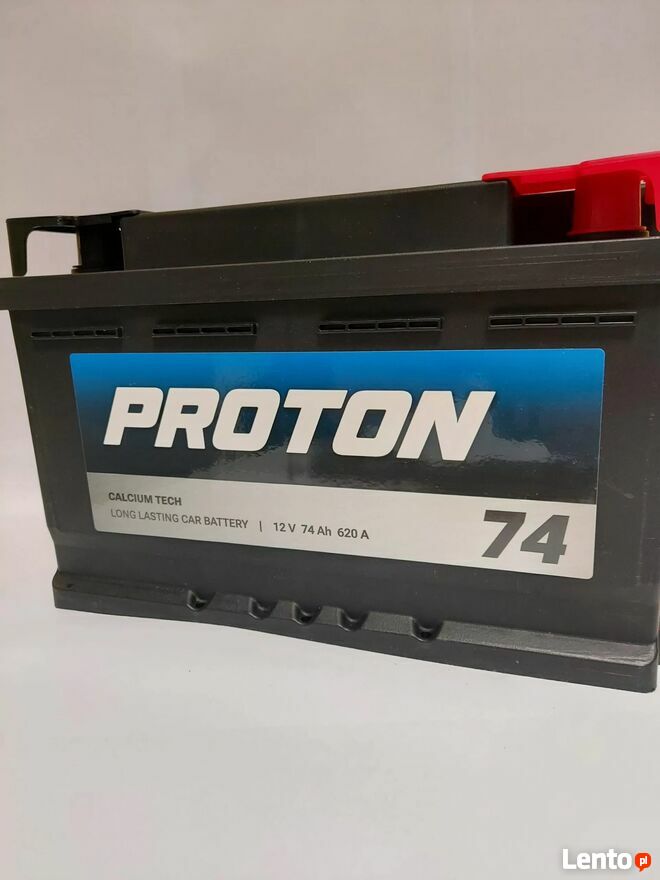 PROTON
CALCIUM TECH
LONG LASTING CAR BATTERY | 12 V 74 Ah 620 A
74
Lento pl